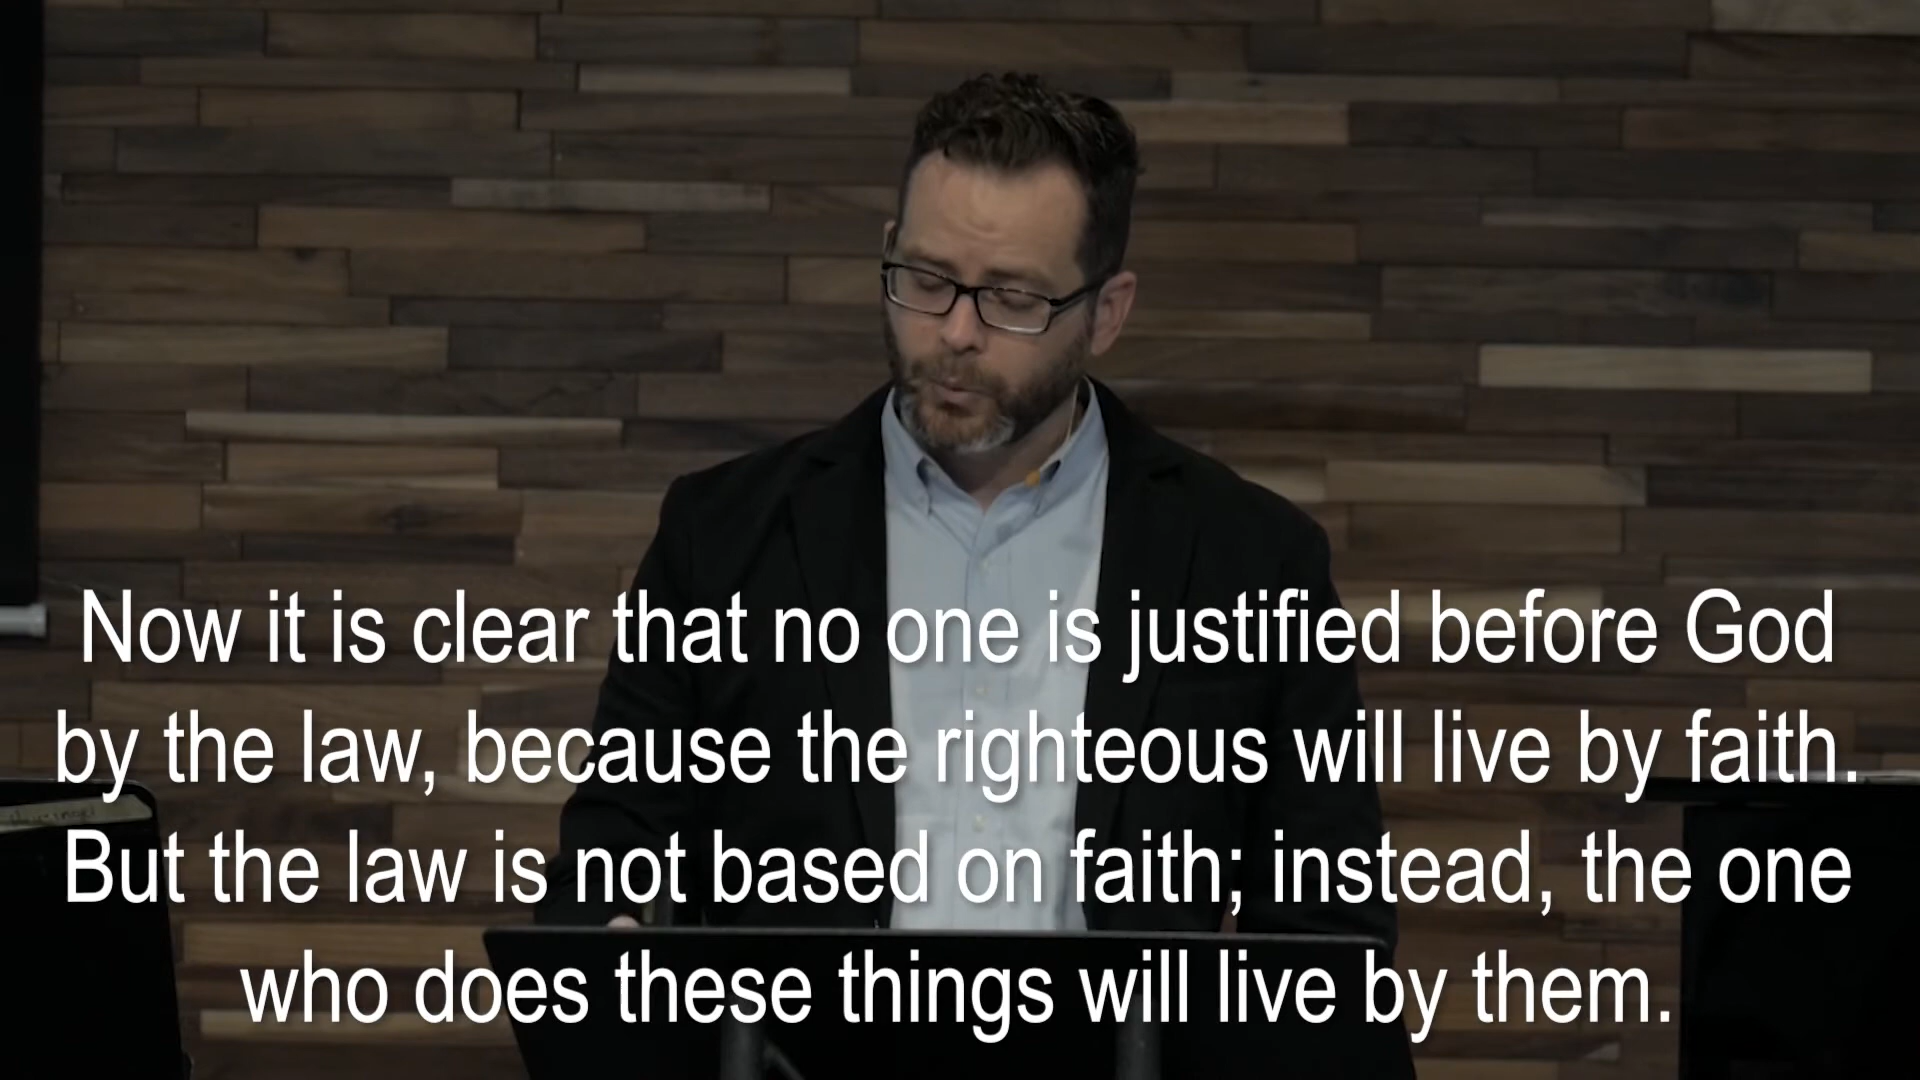 Now it is clear that no one is justified before God
by the law, because the righteous will live by faith.
But the law is not based on faith; instead, the one
who does these things will live by them.